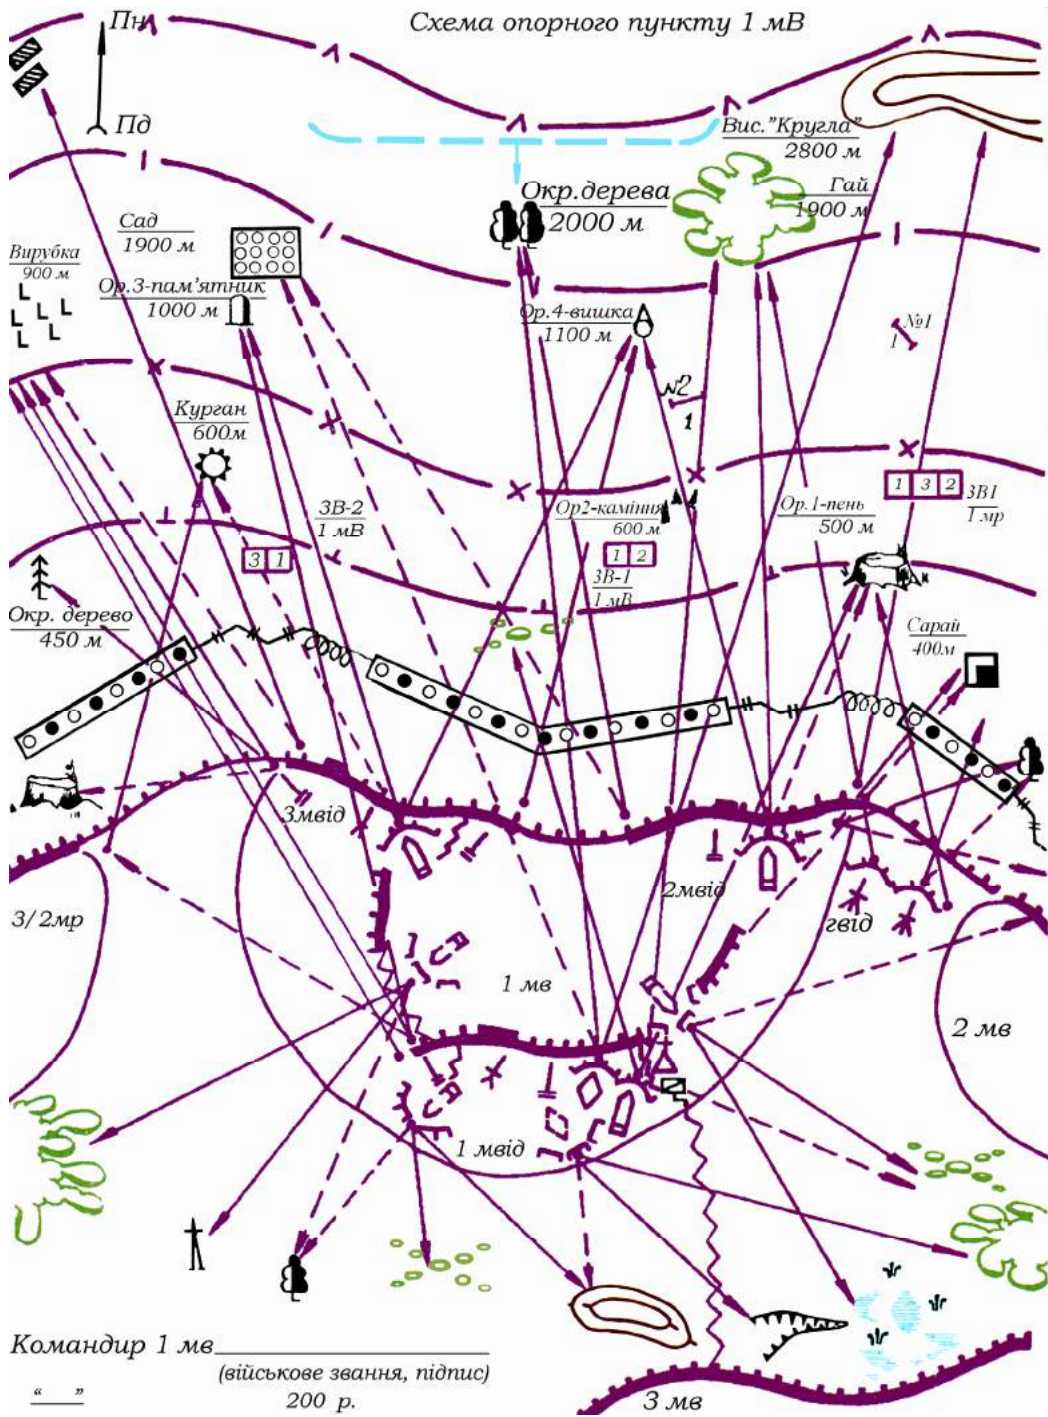 Схема опорного пункту 1 мВ
Пн
Пд
Вис."Кругла"
2800 м
Окр.дерева
2000 м
Гай
1900 м
Сад
1900 м
Вирубка
900 м
Ор.3-пам'ятник
1000 м
Ор.4-вишка
1100 м
№1
1
№2
1
Курган
600м
3В-2
1 мВ
3 1
Ор2-каміння
600 м
1 2
3В-1
1 мВ
Ор.1-пень
500 м
1 3 2
3В1
1 мр
Окр. дерево
450 м
Сарай
400м
3мвід
2мвід
гвід
3/2мр
1 мв
2 мв
1 мвід
Командир 1 мв
(військове звання, підпис)
“ ” 200 р.
3 мв